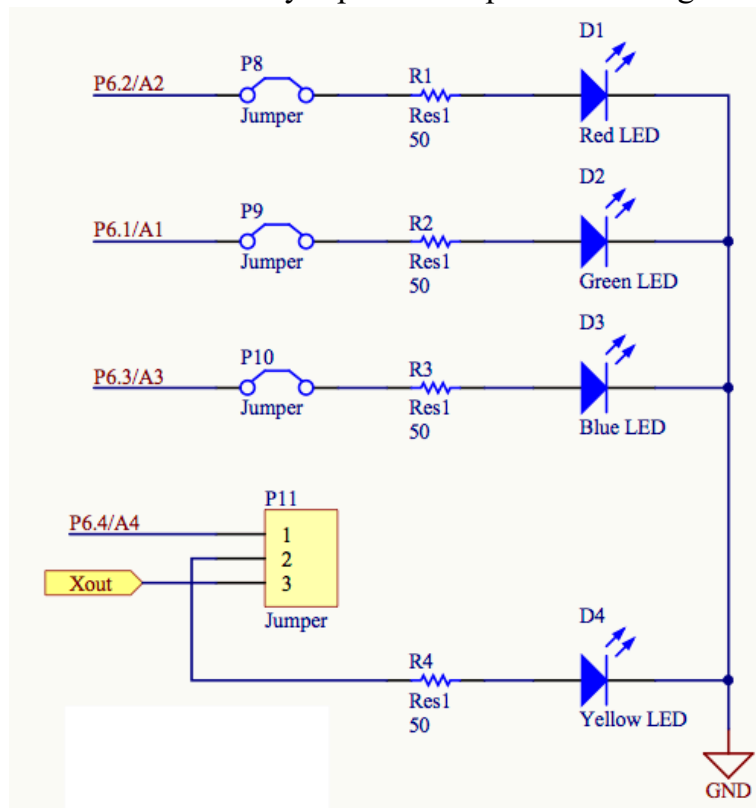 D1
P8
P6.2/A2
R1
Jumper
Res1
Red LED
50
D2
P9
P6.1/A1
R2
Jumper
Res1
Green LED
50
D3
P10
P6.3/A3
R3
Jumper
Res1
Blue LED
50
P11
P6.4/A4
1
2
Xout
3
Jumper
D4
R4
Res1
Yellow LED
50
GND